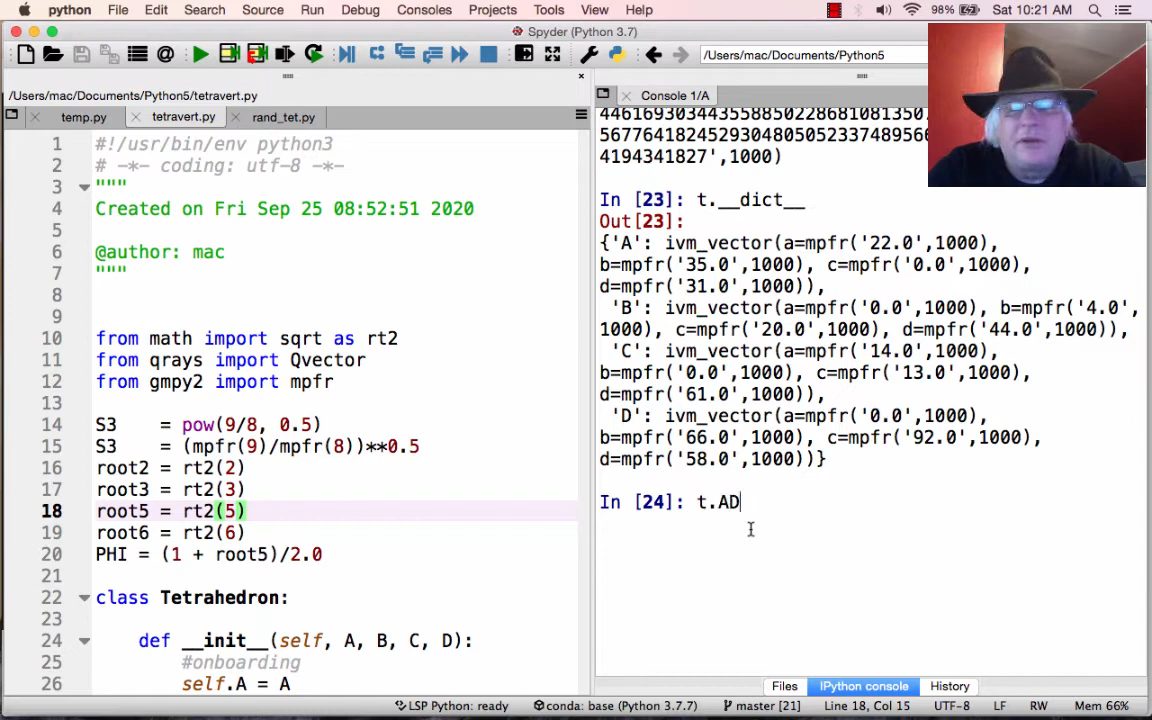 python File Edit Search Source Run Debug Consoles Projects Tools View Help 98% Sat 10:21 AM
Spyder (Python 3.7)
/Users/mac/Documents/Python5
/Users/mac/Documents/Python5/tetravert.py
temp.py tetravert.py rand_tet.py
1 #!/usr/bin/env python3
2 # -*- coding: utf-8 -*-
3 """
4 Created on Fri Sep 25 08:52:51 2020
5
6 @author: mac
7 """
8
9
10 from math import sqrt as rt2
11 from qrays import Qvector
12 from gmpy2 import mpfr
13
14 S3 = pow(9/8, 0.5)
15 S3 = (mpfr(9)/mpfr(8))**0.5
16 root2 = rt2(2)
17 root3 = rt2(3)
18 root5 = rt2(5)
19 root6 = rt2(6)
20 PHI = (1 + root5)/2.0
21
22 class Tetrahedron:
23
24 def __init__(self, A, B, C, D):
25 #onboarding
26 self.A = A
Console 1/A
446169303443558850228681081350
567764182452930480505233748956
4194341827',1000)
In [23]: t.__dict__
Out[23]:
{'A': ivm_vector(a=mpfr('22.0',1000),
b=mpfr('35.0',1000), c=mpfr('0.0',1000),
d=mpfr('31.0',1000)),
'B': ivm_vector(a=mpfr('0.0',1000), b=mpfr('4.0',
1000), c=mpfr('20.0',1000), d=mpfr('44.0',1000)),
'C': ivm_vector(a=mpfr('14.0',1000),
b=mpfr('0.0',1000), c=mpfr('13.0',1000),
d=mpfr('61.0',1000)),
'D': ivm_vector(a=mpfr('0.0',1000),
b=mpfr('66.0',1000), c=mpfr('92.0',1000),
d=mpfr('58.0',1000))}
In [24]: t.AD
Files IPython console History
LSP Python: ready conda: base (Python 3.7.7) master [21] Line 18, Col 15 UTF-8 LF RW Mem 66%